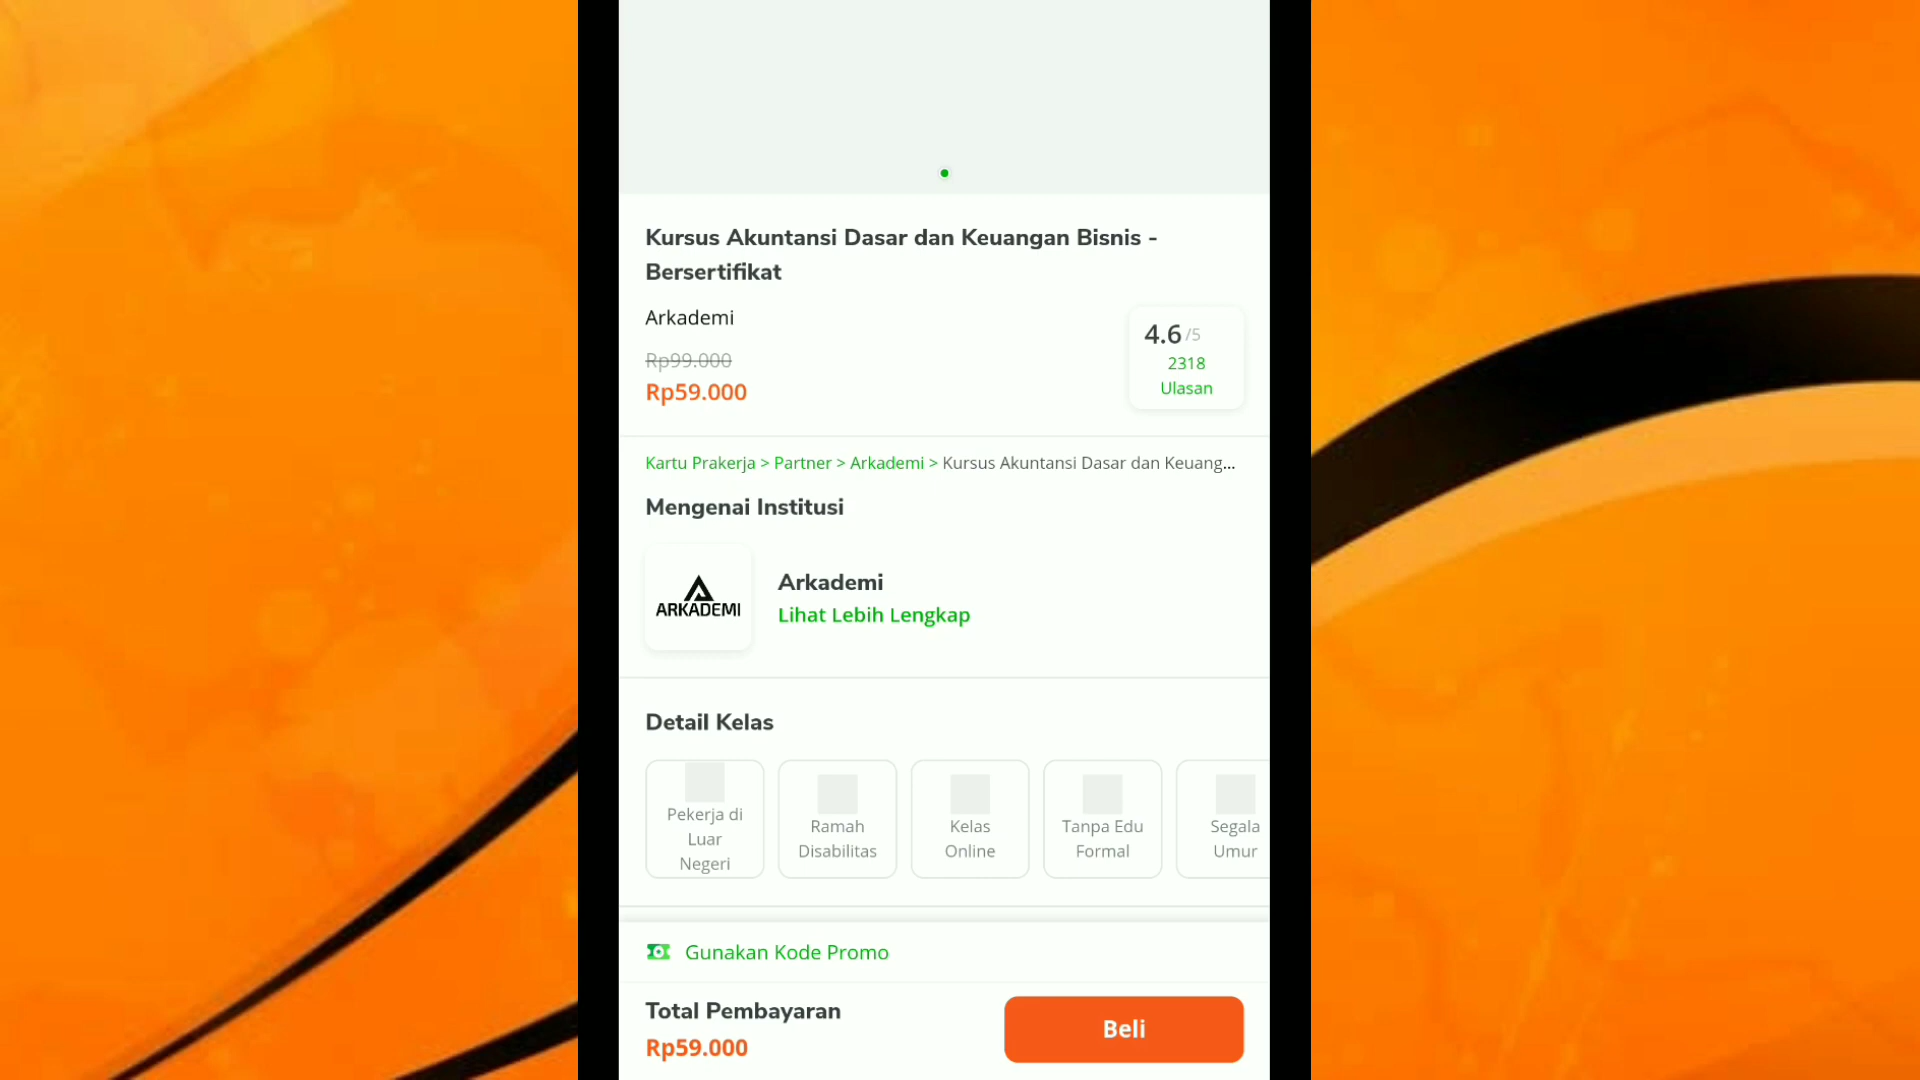 Kursus Akuntansi Dasar dan Keuangan Bisnis -
Bersertifikat
Arkademi
Rp99.000
Rp59.000
4.6 /5
2318
Ulasan
Kartu Prakerja > Partner > Arkademi > Kursus Akuntansi Dasar dan Keuang...
Mengenai Institusi
ARKADEMI
Arkademi
Lihat Lebih Lengkap
Detail Kelas
Pekerja di
Luar
Negeri
Ramah
Disabilitas
Kelas
Online
Tanpa Edu
Formal
Segala
Umur
Gunakan Kode Promo
Total Pembayaran
Rp59.000
Beli